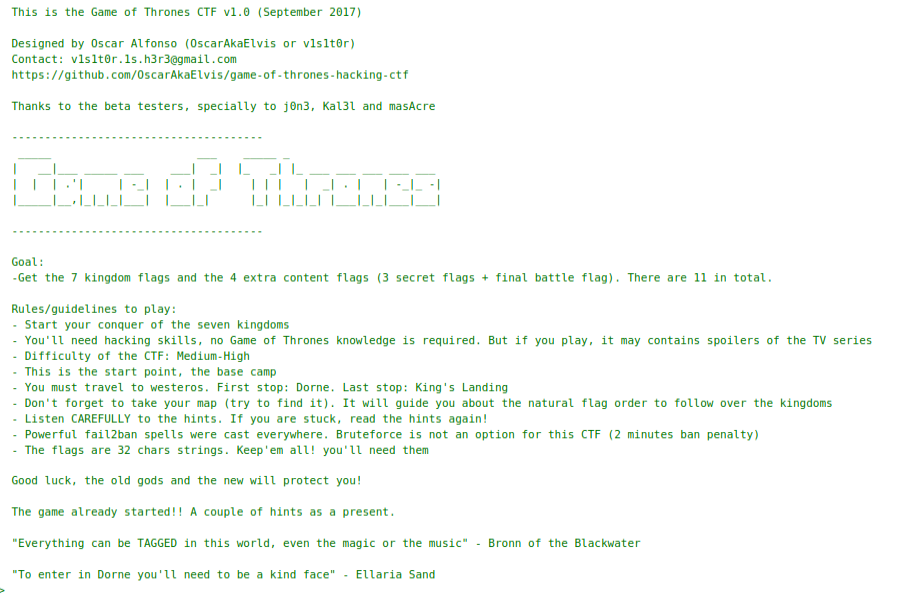 This is the Game of Thrones CTF v1.0 (September 2017)
Designed by Oscar Alfonso (OscarAkaElvis or v1s1t0r)
Contact: v1s1t0r.1s.h3r3@gmail.com
https://github.com/OscarAkaElvis/game-of-thrones-hacking-ctf
Thanks to the beta testers, specially to j0n3, Kal3l and masAcre
--------------------------------------
Game of Thrones
--------------------------------------
Goal:
-Get the 7 kingdom flags and the 4 extra content flags (3 secret flags + final battle flag). There are 11 in total.
Rules/guidelines to play:
- Start your conquer of the seven kingdoms
- You'll need hacking skills, no Game of Thrones knowledge is required. But if you play, it may contains spoilers of the TV series
- Difficulty of the CTF: Medium-High
- This is the start point, the base camp
- You must travel to westeros. First stop: Dorne. Last stop: King's Landing
- Don't forget to take your map (try to find it). It will guide you about the natural flag order to follow over the kingdoms
- Listen CAREFULLY to the hints. If you are stuck, read the hints again!
- Powerful fail2ban spells were cast everywhere. Bruteforce is not an option for this CTF (2 minutes ban penalty)
- The flags are 32 chars strings. Keep'em all! you'll need them
Good luck, the old gods and the new will protect you!
The game already started!! A couple of hints as a present.
"Everything can be TAGGED in this world, even the magic or the music" - Bronn of the Blackwater
"To enter in Dorne you'll need to be a kind face" - Ellaria Sand
>